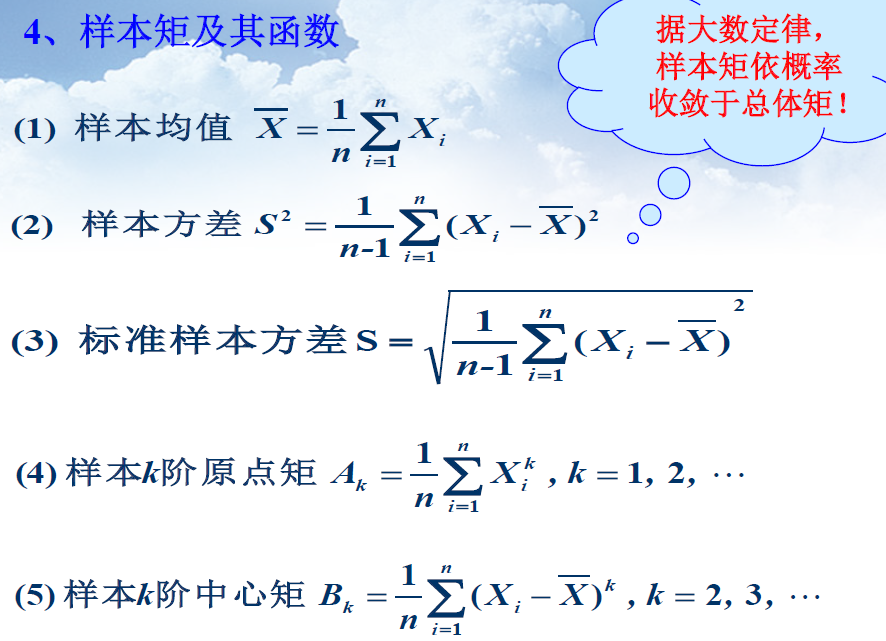 4、样本矩及其函数
据大数定律，
样本矩依概率
收敛于总体矩！
(1) 样本均值 $\overline{X} = \frac{1}{n}\sum_{i=1}^{n} X_i$
(2) 样本方差 $S^2 = \frac{1}{n-1}\sum_{i=1}^{n}(X_i - \overline{X})^2$
(3) 标准样本方差 $S = \sqrt{\frac{1}{n-1}\sum_{i=1}^{n}(X_i - \overline{X})^2}$
(4) 样本k阶原点矩 $A_k = \frac{1}{n}\sum_{i=1}^{n} X_i^k , k = 1, 2, \cdots$
(5) 样本k阶中心矩 $B_k = \frac{1}{n}\sum_{i=1}^{n}(X_i - \overline{X})^k , k = 2, 3, \cdots$